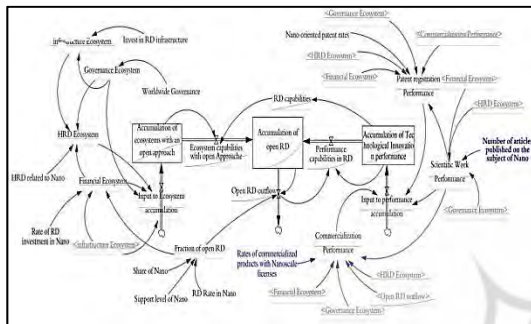 <Governance Ecosystem>
Nano-oriented patent rates
<Commercialization Performance>
<HRD Ecosystem>
<Financial Ecosystem>
Patent registration
Performance
<Financial Ecosystem>
<HRD Ecosystem>
Ecosystem
Invest in RD infrastructure
Governance Ecosystem
Worldwide Governance
RD capabilities
HRD Ecosystem
Accumulation of
ecosystems with an
open approach
Ecosystem capabilities
with open Approache
Accumulation of
open RD
Performance
capabilities in RD
Accumulation of Tec
hnological Innovatio
n performance
Number of article
published on the
subject of Nano
Scientific Work
Performance
HRD related to Nano
Financial Ecosystem
Input to Ecosystem
accumulation
Open RD outflow
Input to performance
accumulation
<Governance Ecosystem>
Rate of RD
investment in Nano
<infrastructure Ecosystem>
Fraction of open RD
Commercialization
Performance
Share of Nano
Support level of Nano
RD Rate in Nano
Rates of commercialized
products with Nanoscale
licenses
<HRD Ecosystem>
<Financial Ecosystem>
<Open RD outflow>
<Governance Ecosystem>